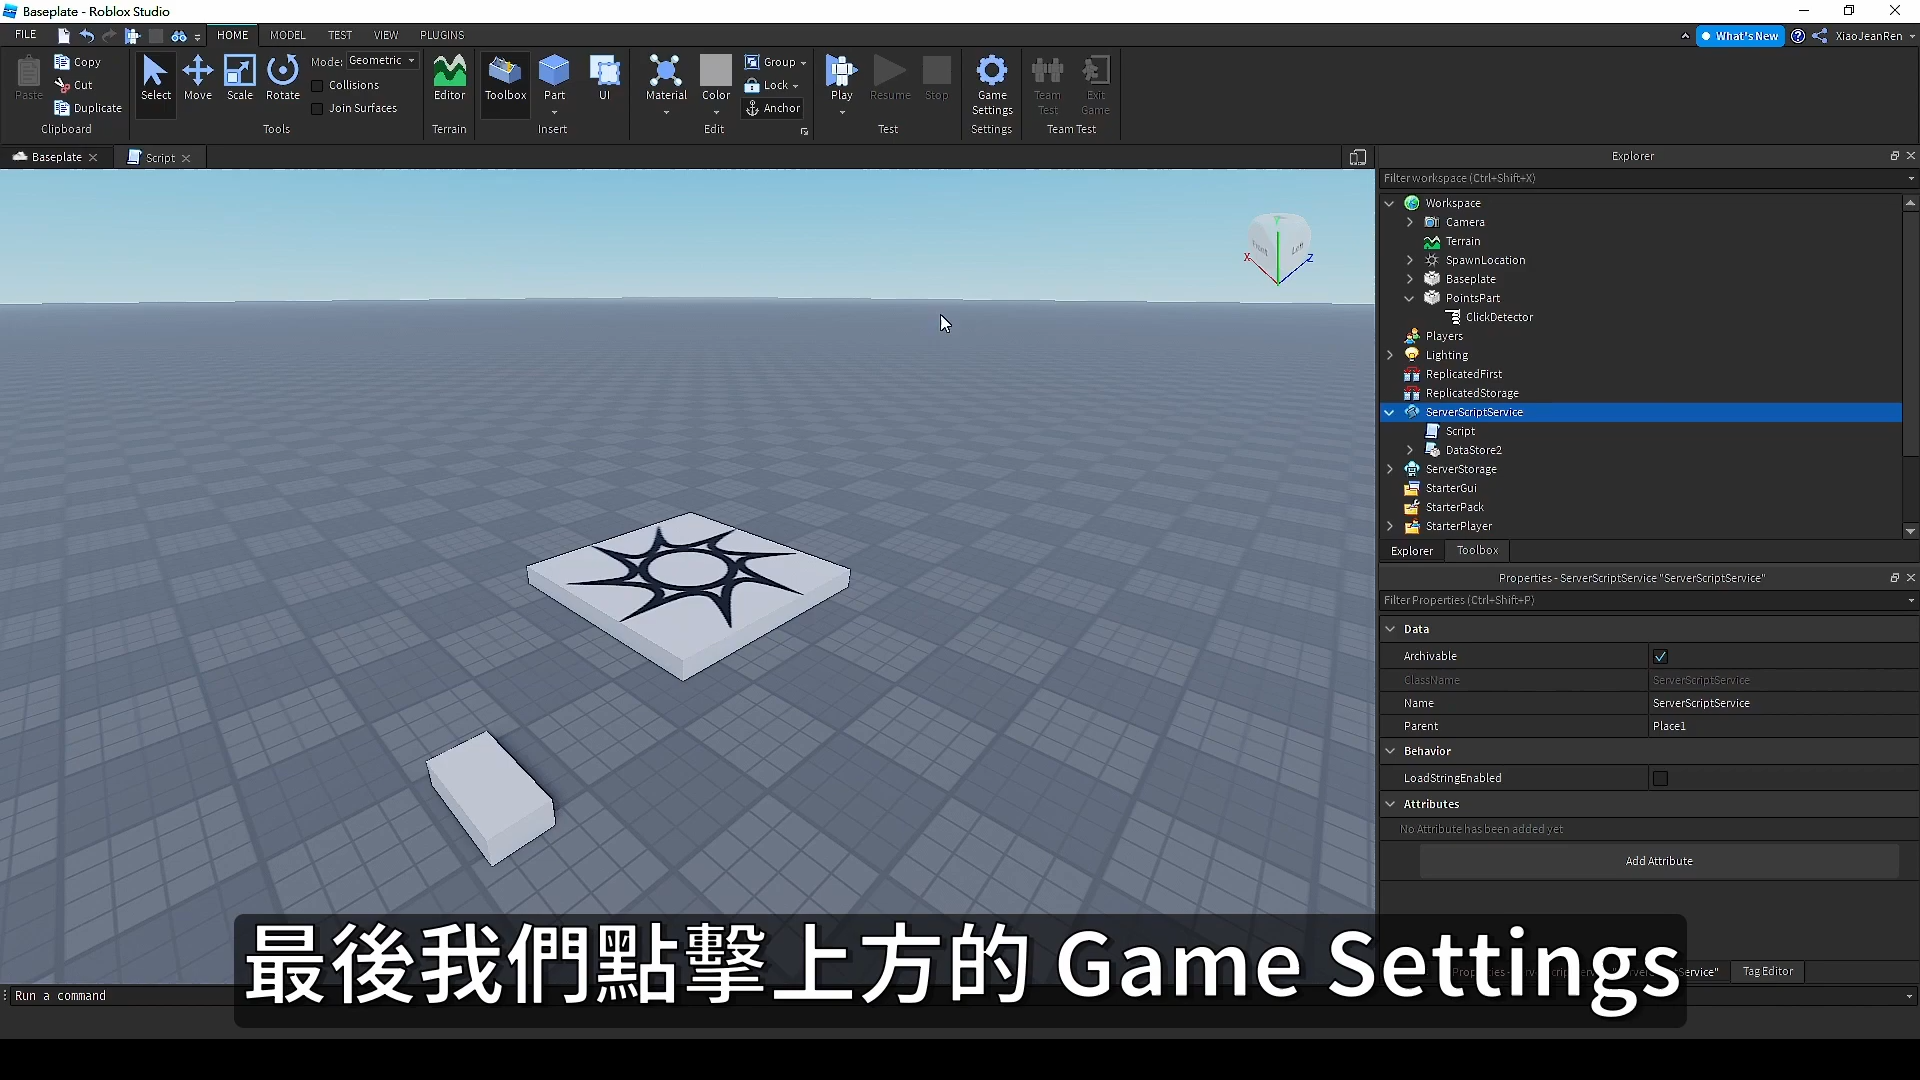 Baseplate - Roblox Studio
FILE
HOME
MODEL
TEST
VIEW
PLUGINS
What's New
XiaoJeanRen
Paste
Copy
Cut
Duplicate
Clipboard
Select
Move
Scale
Rotate
Mode: Geometric
Collisions
Join Surfaces
Tools
Editor
Terrain
Toolbox
Part
UI
Insert
Material
Color
Group
Lock
Anchor
Edit
Play
Resume
Stop
Test
Game Settings
Settings
Team Test
Exit Game
Team Test
Baseplate
Script
Explorer
Filter workspace (Ctrl+Shift+X)
Workspace
Camera
Terrain
SpawnLocation
Baseplate
PointsPart
ClickDetector
Players
Lighting
ReplicatedFirst
ReplicatedStorage
ServerScriptService
Script
DataStore2
ServerStorage
StarterGui
StarterPack
StarterPlayer
Explorer
Toolbox
Properties - ServerScriptService "ServerScriptService"
Filter Properties (Ctrl+Shift+P)
Data
Archivable
ClassName ServerScriptService
Name ServerScriptService
Parent Place1
Behavior
LoadStringEnabled
Attributes
No Attribute has been added yet
Add Attribute
Tag Editor
Run a command
X
Y
Z
Left
最後我們點擊上方的 Game Settings